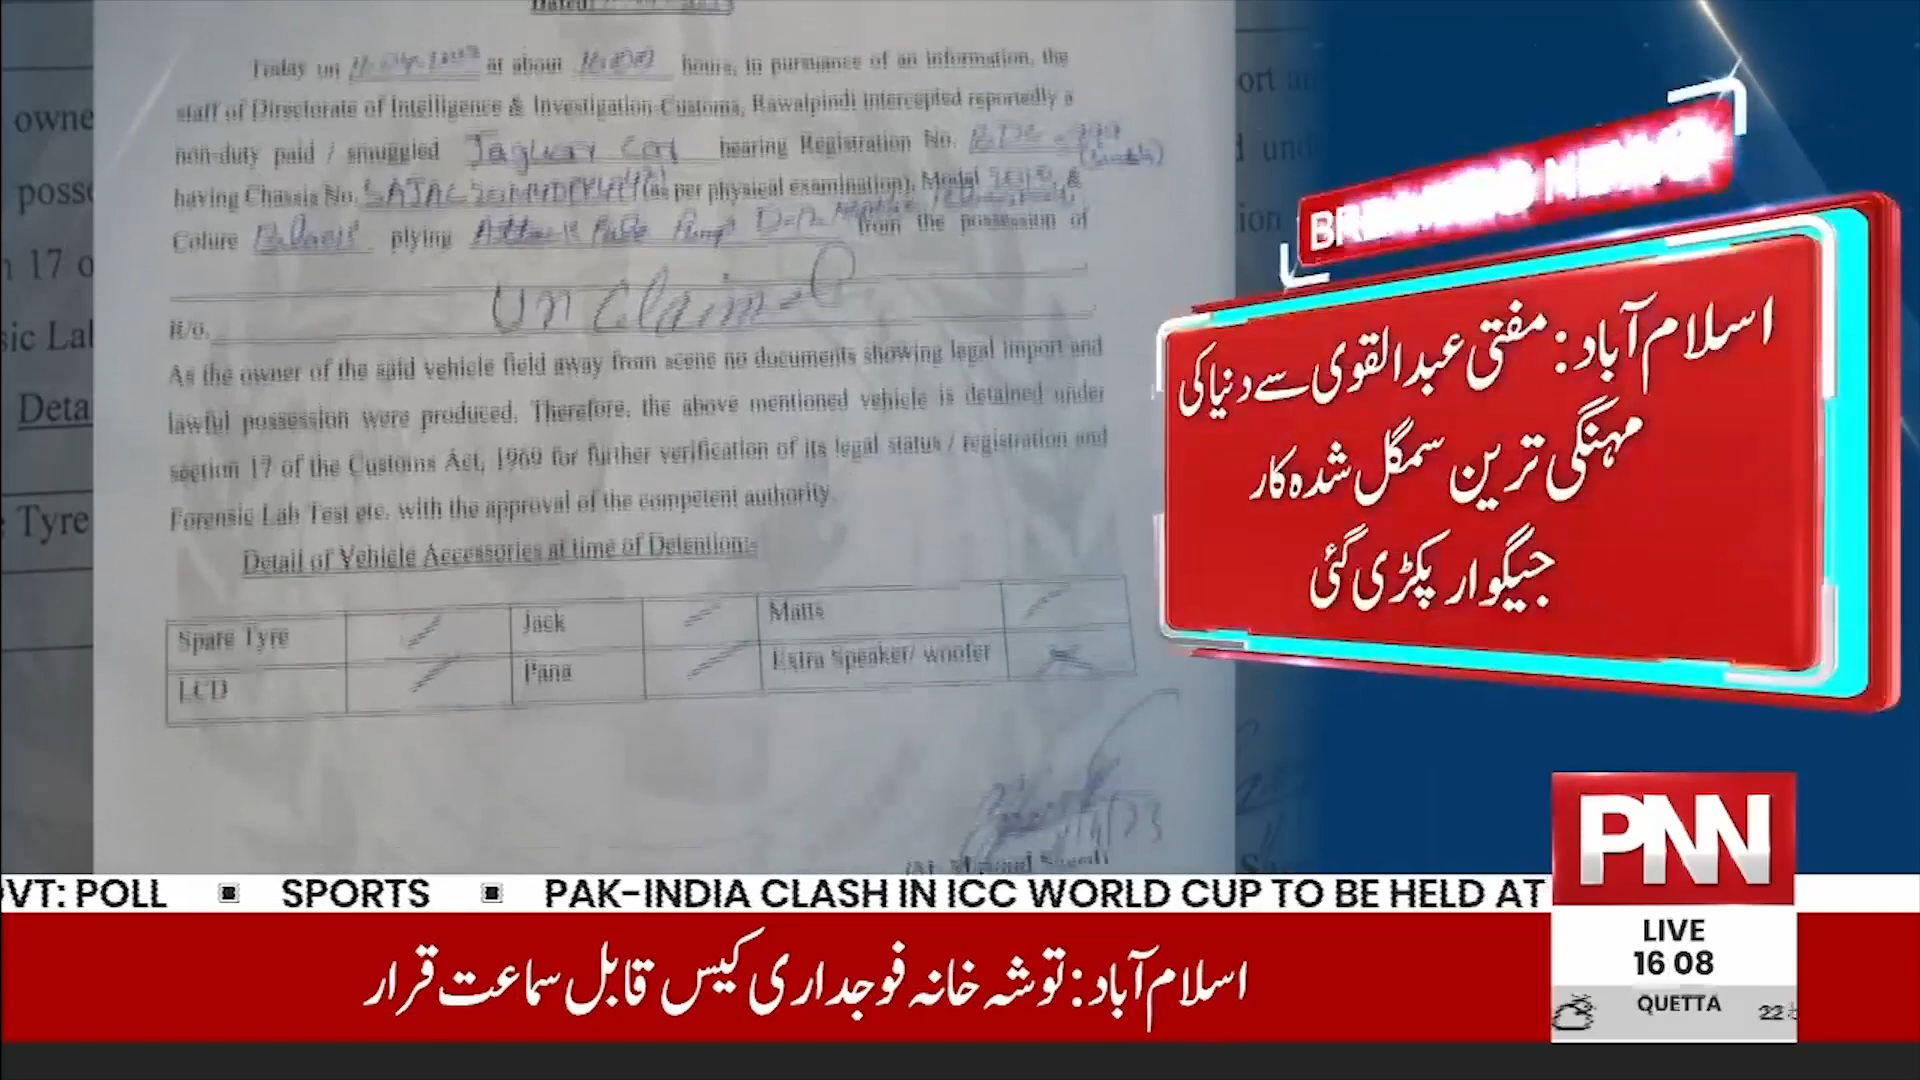 Dated:
Today on at about 16:00 hours, in pursuance of an information, the
staff of Directorate of Intelligence & Investigation-Customs, Rawalpindi intercepted reportedly a
non-duty paid / smuggled Jaguar Car bearing Registration No.
having Chassis No. (as per physical examination), Model &
Colure plying Attock Pump from the possession of
Un Claimed
R/o.
As the owner of the said vehicle field away from scene no documents showing legal import and
lawful possession were produced. Therefore, the above mentioned vehicle is detained under
section 17 of the Customs Act, 1969 for further verification of its legal status / registration and
Forensic Lab Test etc. with the approval of the competent authority.
Detail of Vehicle Accessories at time of Detention:-
Spare Tyre Jack Matts
LCD Pana Extra Speaker/ woofer
اسلام آباد: مفتی عبدالقوی سے دنیا کی
مہنگی ترین سمگل شدہ کار
جیگوار پکڑی گئی
PNN
OVT: POLL SPORTS PAK-INDIA CLASH IN ICC WORLD CUP TO BE HELD AT
LIVE
16 08
QUETTA 22
اسلام آباد: توشہ خانہ فوجداری کیس قابل سماعت قرار